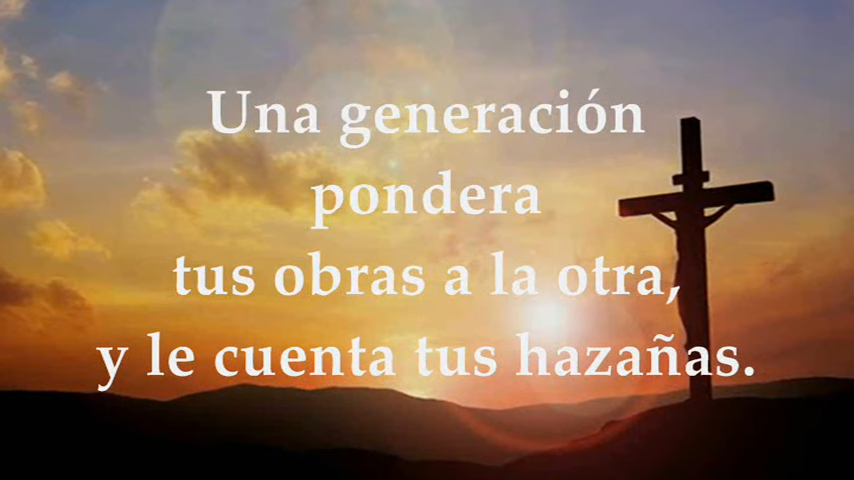 Una generación
pondera
tus obras a la otra,
y le cuenta tus hazañas.